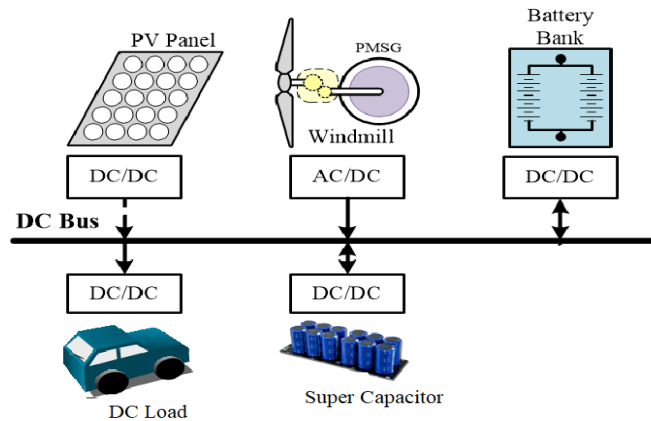 PV Panel
PMSG
Battery
Bank
Windmill
DC/DC
AC/DC
DC/DC
DC Bus
DC/DC
DC/DC
DC Load
Super Capacitor